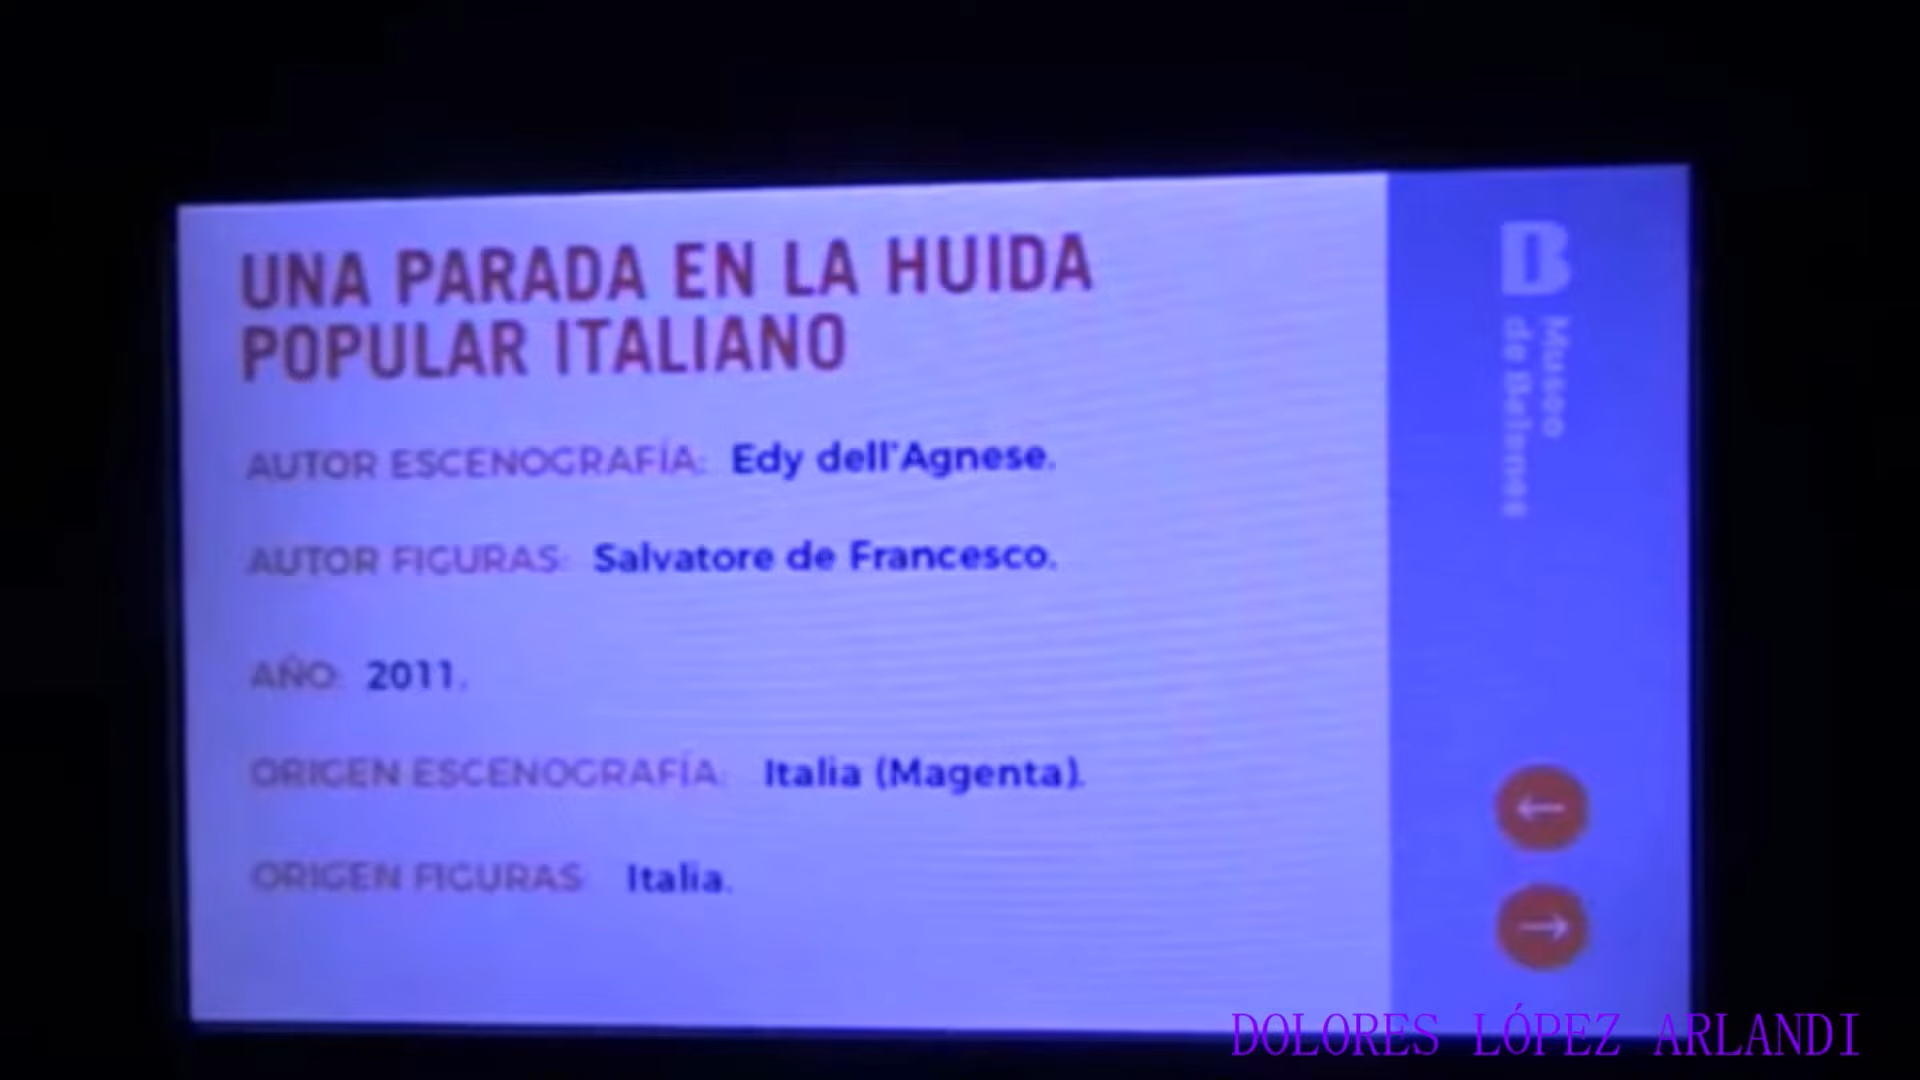 UNA PARADA EN LA HUIDA
POPULAR ITALIANO
AUTOR ESCENOGRAFÍA: Edy dell'Agnese.
AUTOR FIGURAS: Salvatore de Francesco.
AÑO: 2011.
ORIGEN ESCENOGRAFÍA: Italia (Magenta).
ORIGEN FIGURAS: Italia.
B
Museo
de Belenes
DOLORES LÓPEZ ARLANDI